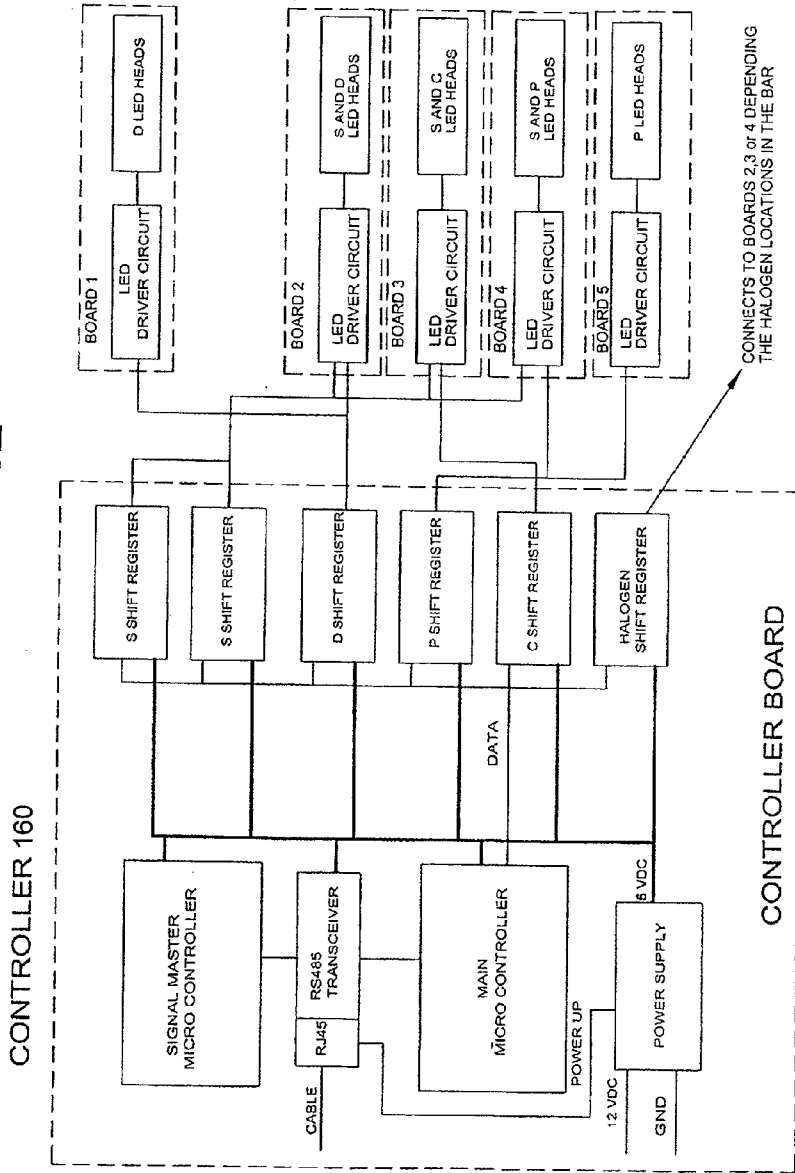 CONTROLLER 160
SIGNAL MASTER
MICRO CONTROLLER
CABLE
RJ45
RS485
TRANSCEIVER
MAIN
MICRO CONTROLLER
POWER UP
12 VDC
GND
POWER SUPPLY
5 VDC
DATA
S SHIFT REGISTER
S SHIFT REGISTER
D SHIFT REGISTER
P SHIFT REGISTER
C SHIFT REGISTER
HALOGEN
SHIFT REGISTER
CONTROLLER BOARD
BOARD 1
LED
DRIVER CIRCUIT
D LED HEADS
BOARD 2
LED
DRIVER CIRCUIT
S AND D
LED HEADS
BOARD 3
LED
DRIVER CIRCUIT
S AND C
LED HEADS
BOARD 4
LED
DRIVER CIRCUIT
S AND P
LED HEADS
BOARD 5
LED
DRIVER CIRCUIT
P LED HEADS
CONNECTS TO BOARDS 2,3 or 4 DEPENDING
THE HALOGEN LOCATIONS IN THE BAR